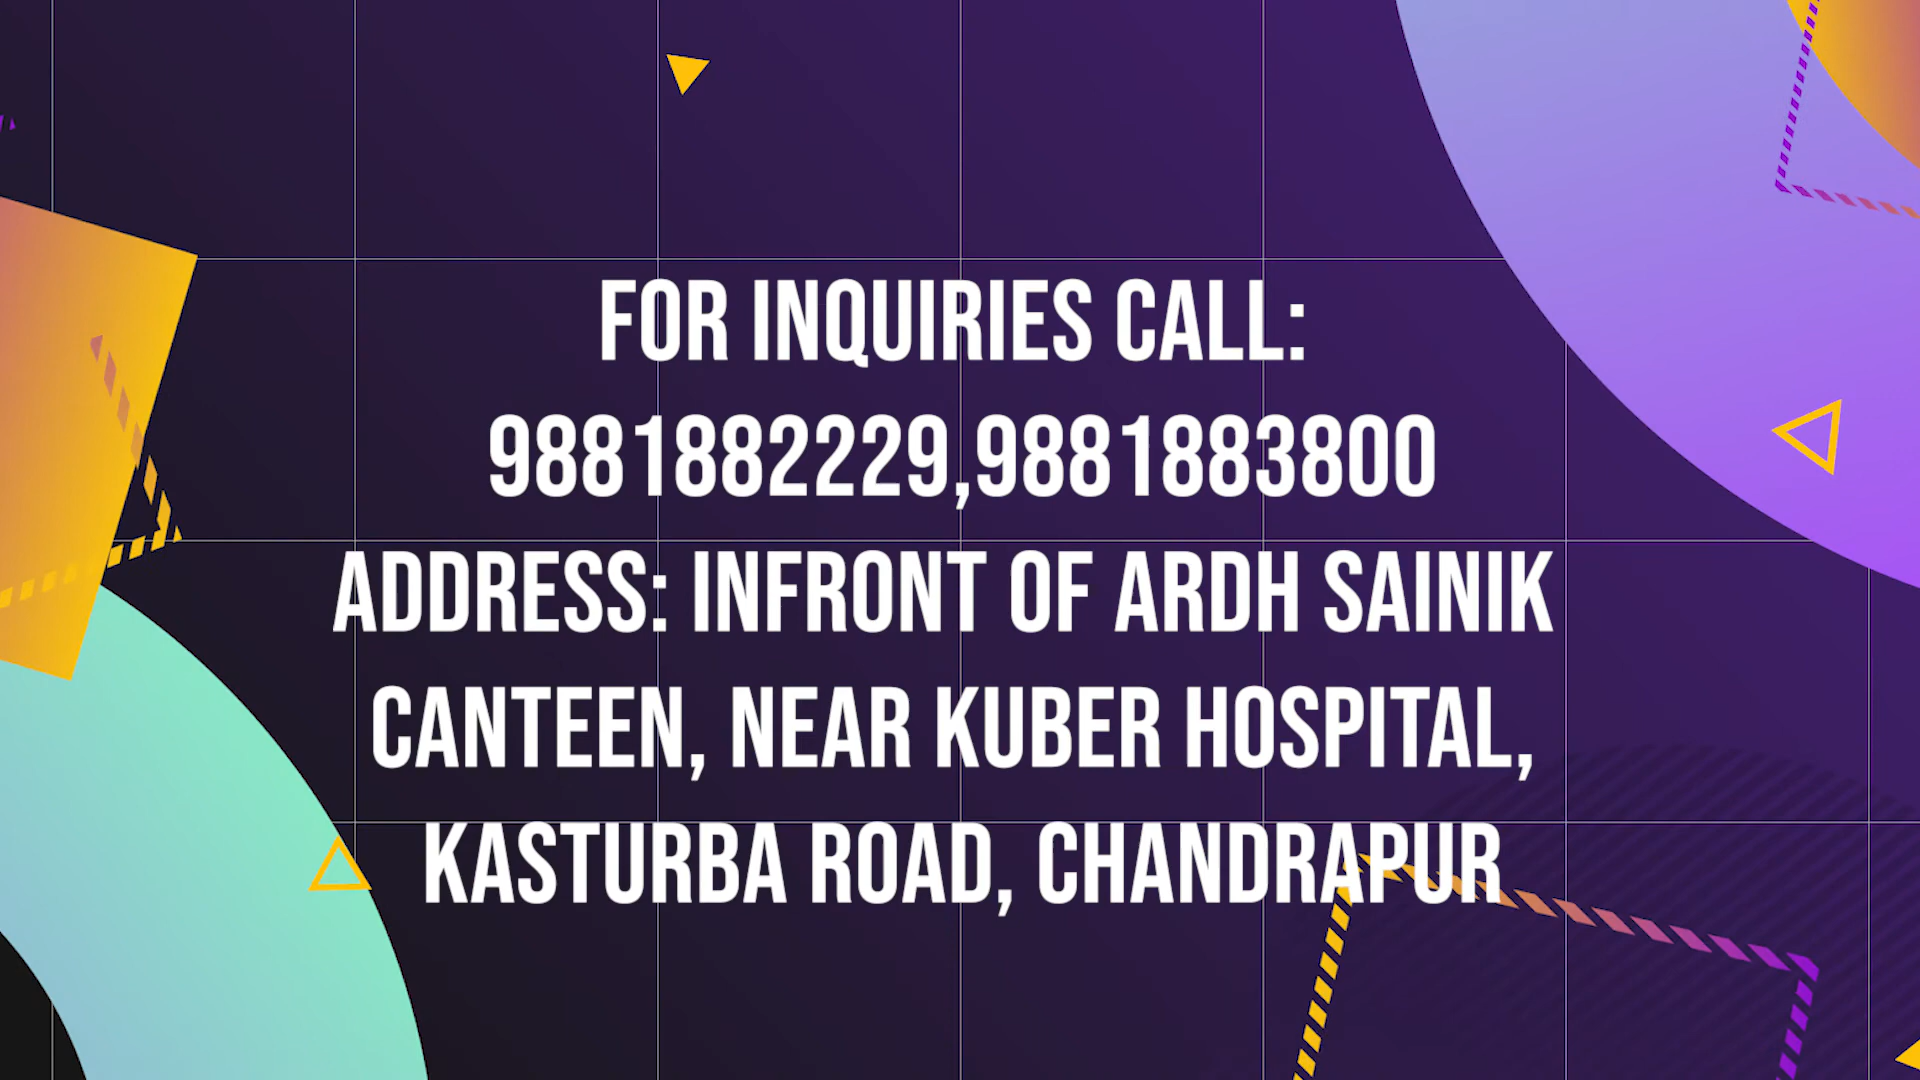 FOR INQUIRIES CALL:
9881882229,9881883800
ADDRESS: INFRONT OF ARDH SAINIK
CANTEEN, NEAR KUBER HOSPITAL,
KASTURBA ROAD, CHANDRAPUR